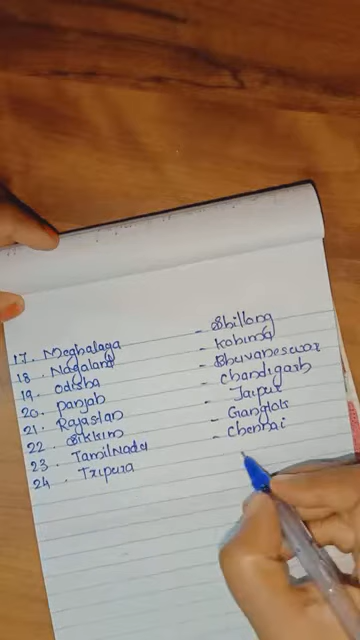 17. Meghalaya - Shillong
18. Nagaland - Kohima
19. Odisha - Bhuvaneswar
20. Panjab - Chandigarh
21. Rajastan - Jaipur
22. Sikkim - Gangtok
23. TamilNadu - Chennai
24. Tripura -